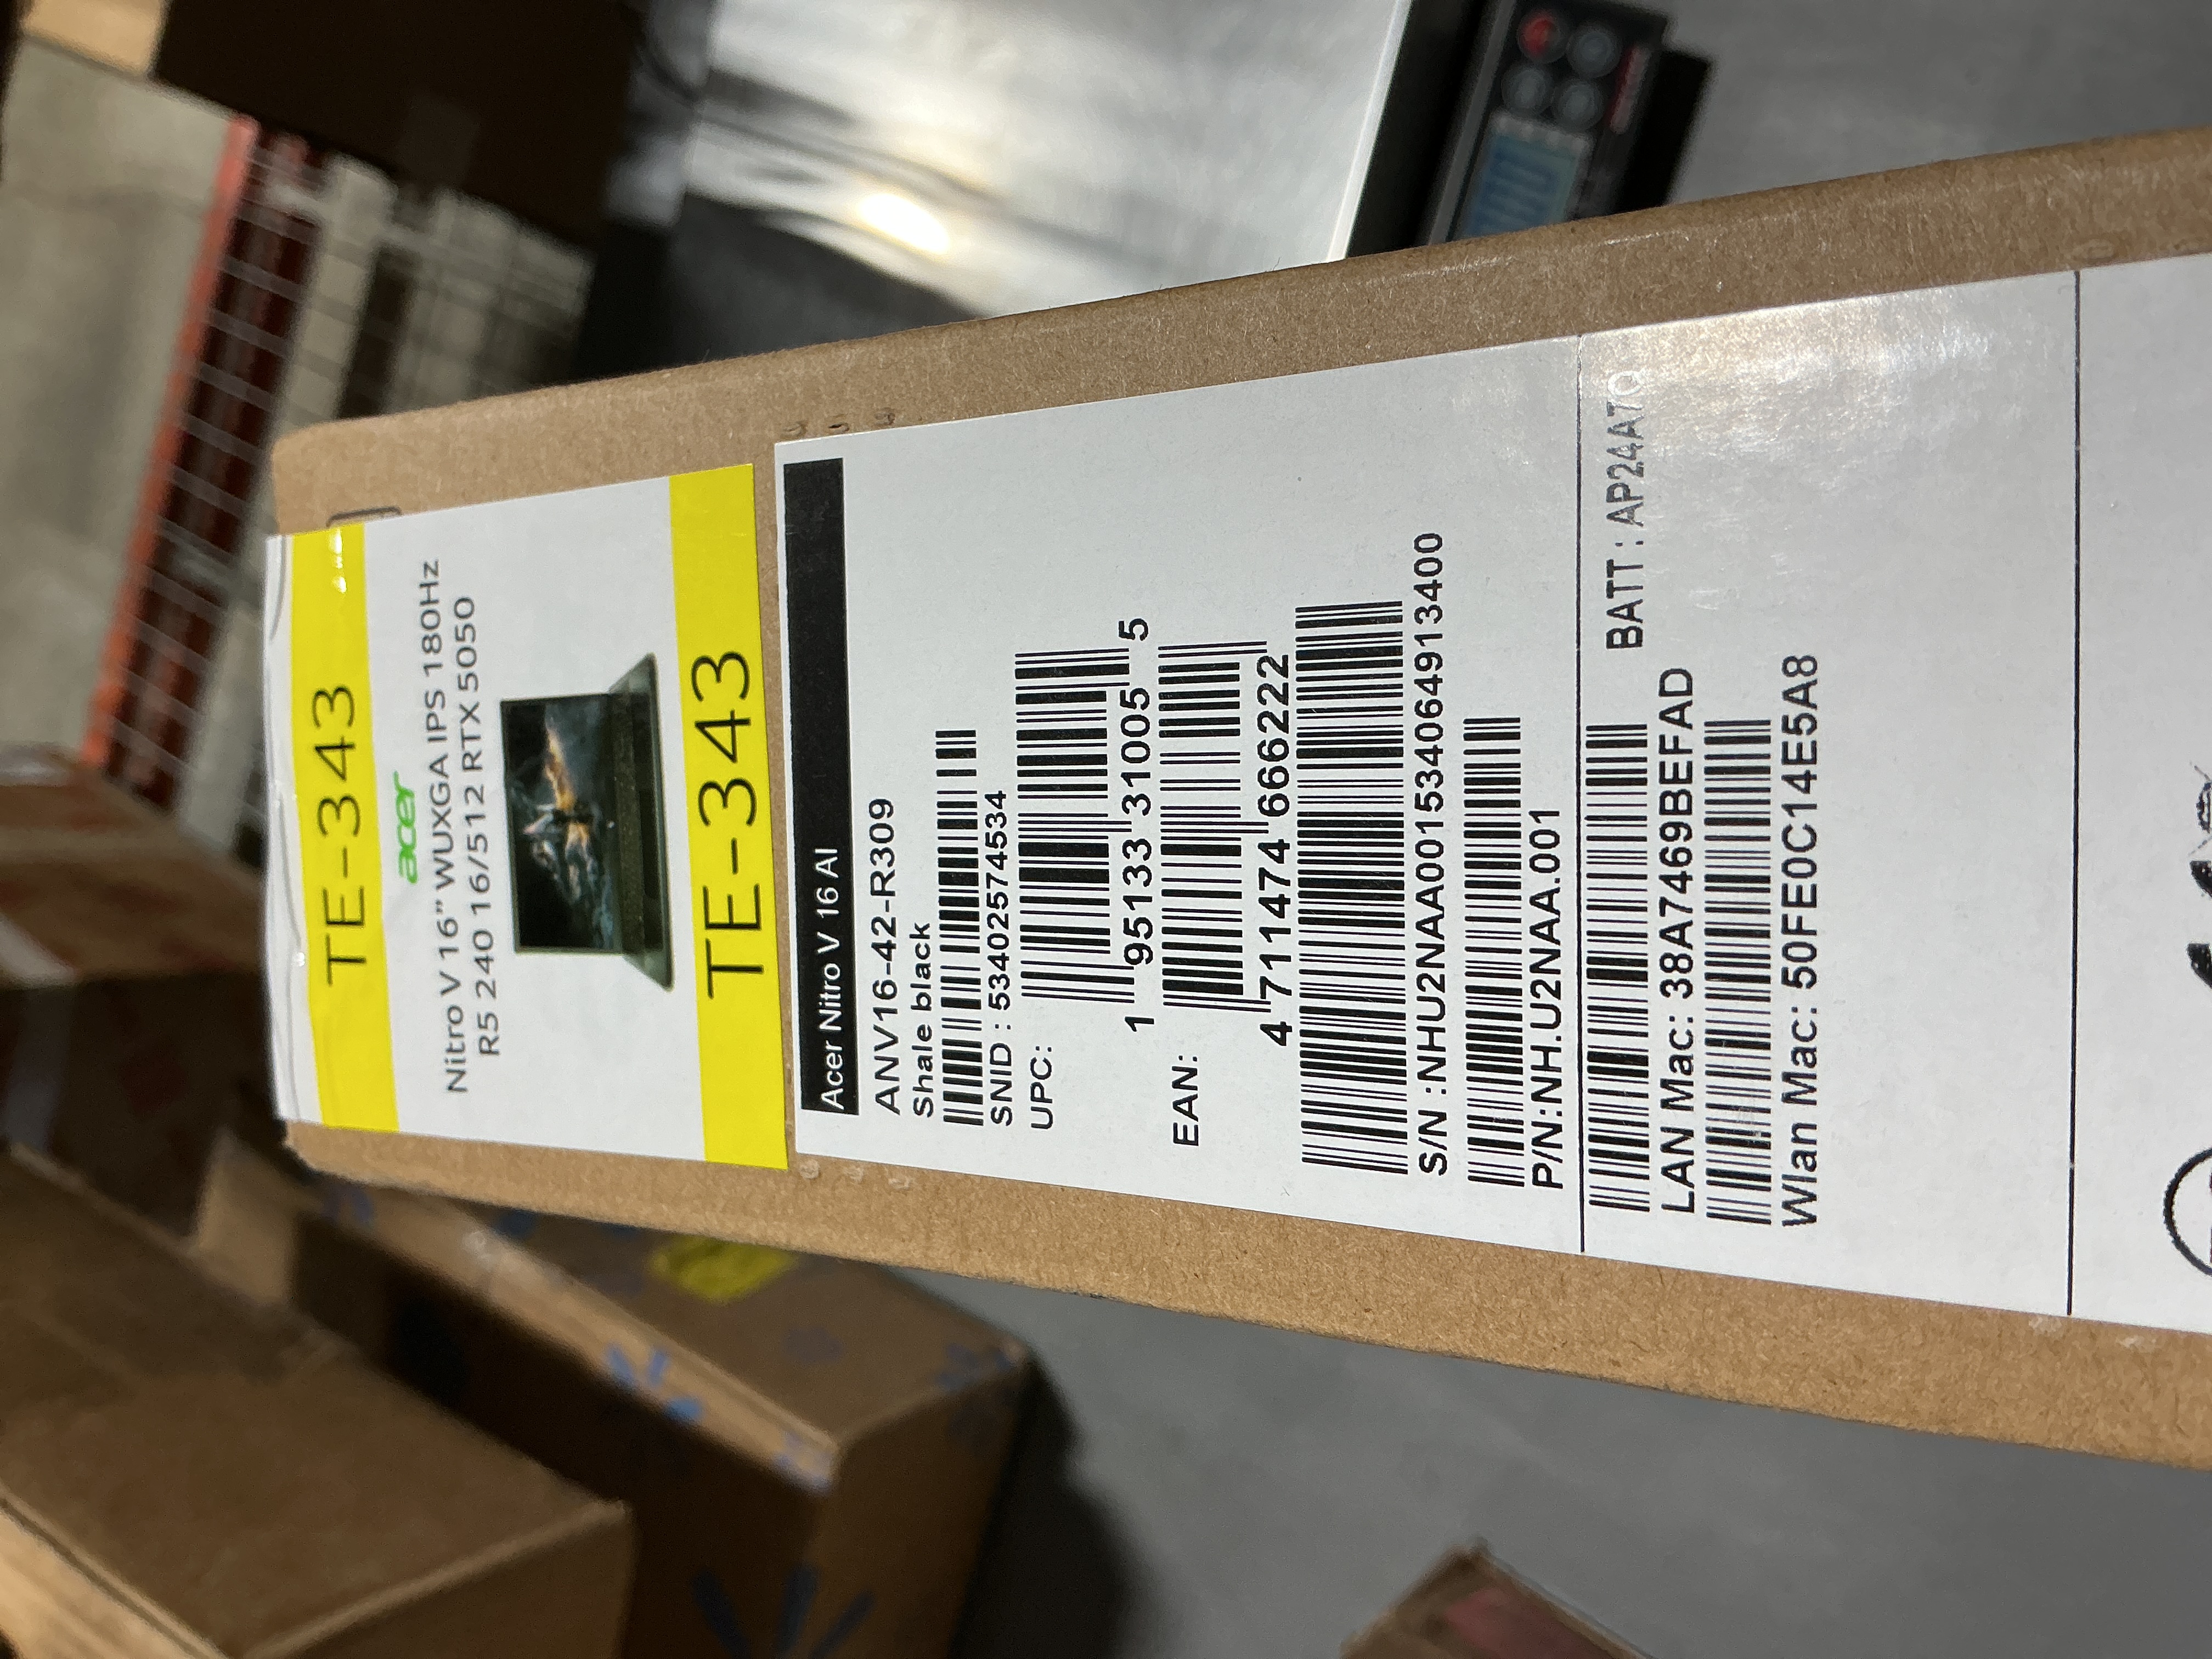 TE-343
acer
Nitro V 16" WUXGA IPS 180Hz
R5 240 16/512 RTX 5050
TE-343
Acer Nitro V 16 AI
ANV16-42-R309
Shale black
SNID : 53402574534
UPC:
1 95133 31005 5
EAN:
4 711474 666222
S/N :NHU2NAA001534064913400
P/N:NH.U2NAA.001
BATT : AP24A7Q
LAN Mac: 38A7469BEFAD
Wlan Mac: 50FE0C14E5A8